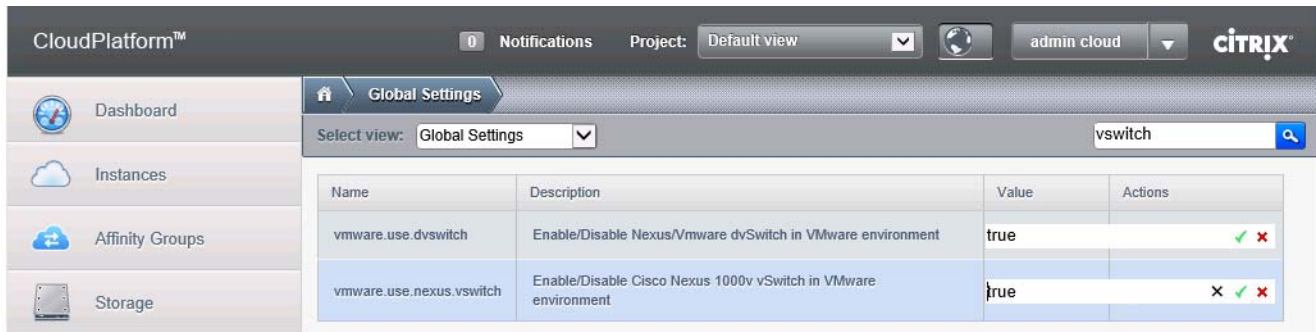 CloudPlatform™
0 Notifications Project: Default view admin cloud CİTRIX®
Dashboard
Instances
Affinity Groups
Storage
Global Settings
Select view: Global Settings vswitch
Name Description Value Actions
vmware.use.dvswitch Enable/Disable Nexus/Vmware dvSwitch in VMware environment true
vmware.use.nexus.vswitch Enable/Disable Cisco Nexus 1000v vSwitch in VMware
environment true